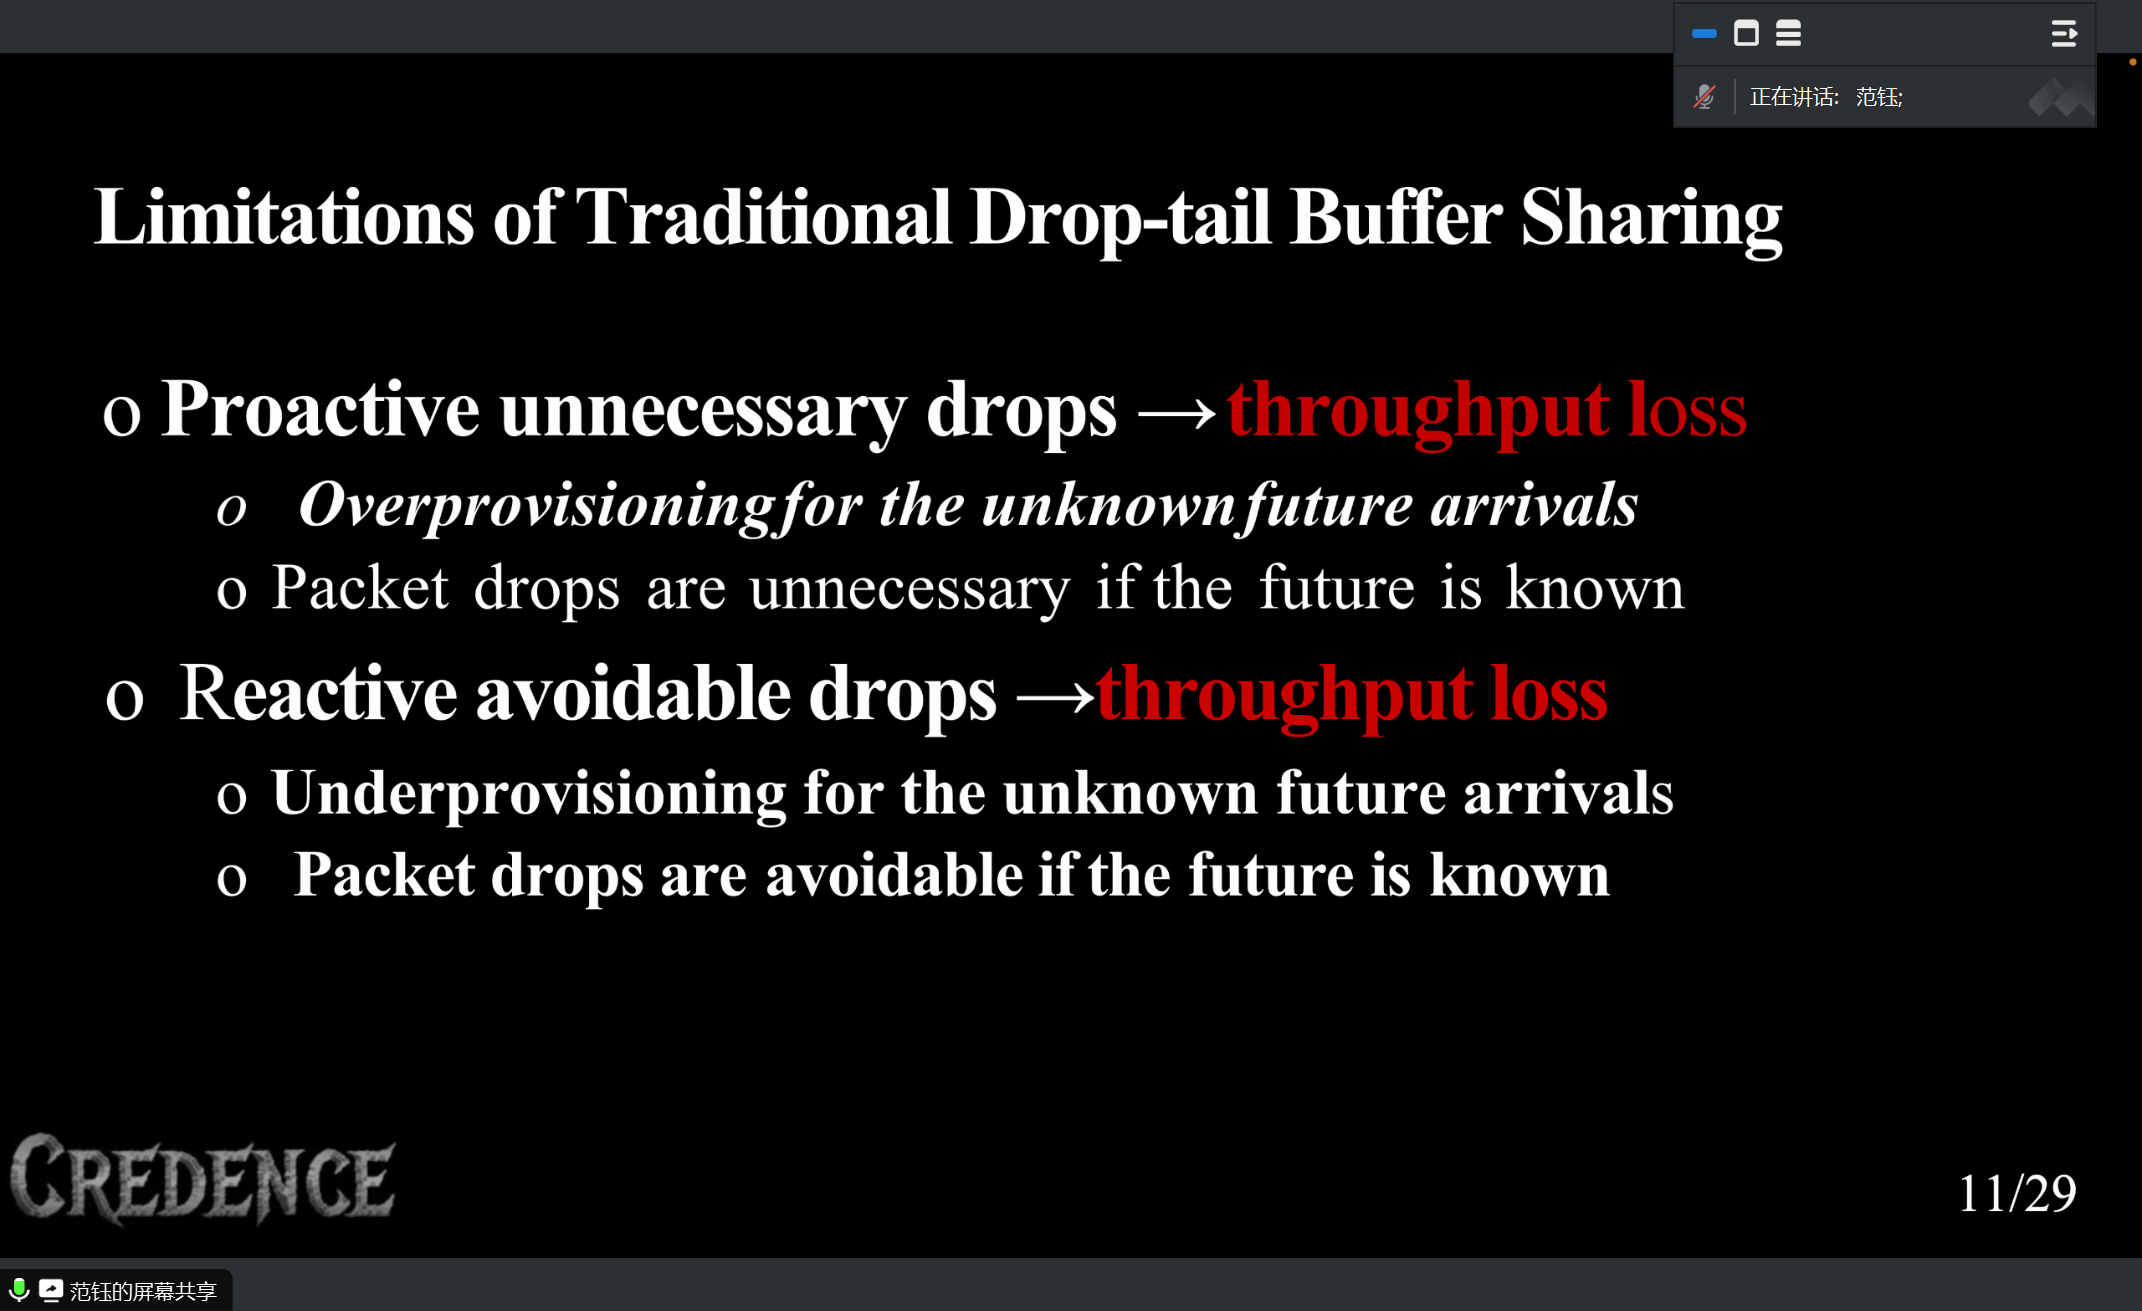 正在讲话: 范钰;
Limitations of Traditional Drop-tail Buffer Sharing
o Proactive unnecessary drops → throughput loss
o Overprovisioning for the unknown future arrivals
o Packet drops are unnecessary if the future is known
o Reactive avoidable drops → throughput loss
o Underprovisioning for the unknown future arrivals
o Packet drops are avoidable if the future is known
CREDENCE
11/29
范钰的屏幕共享